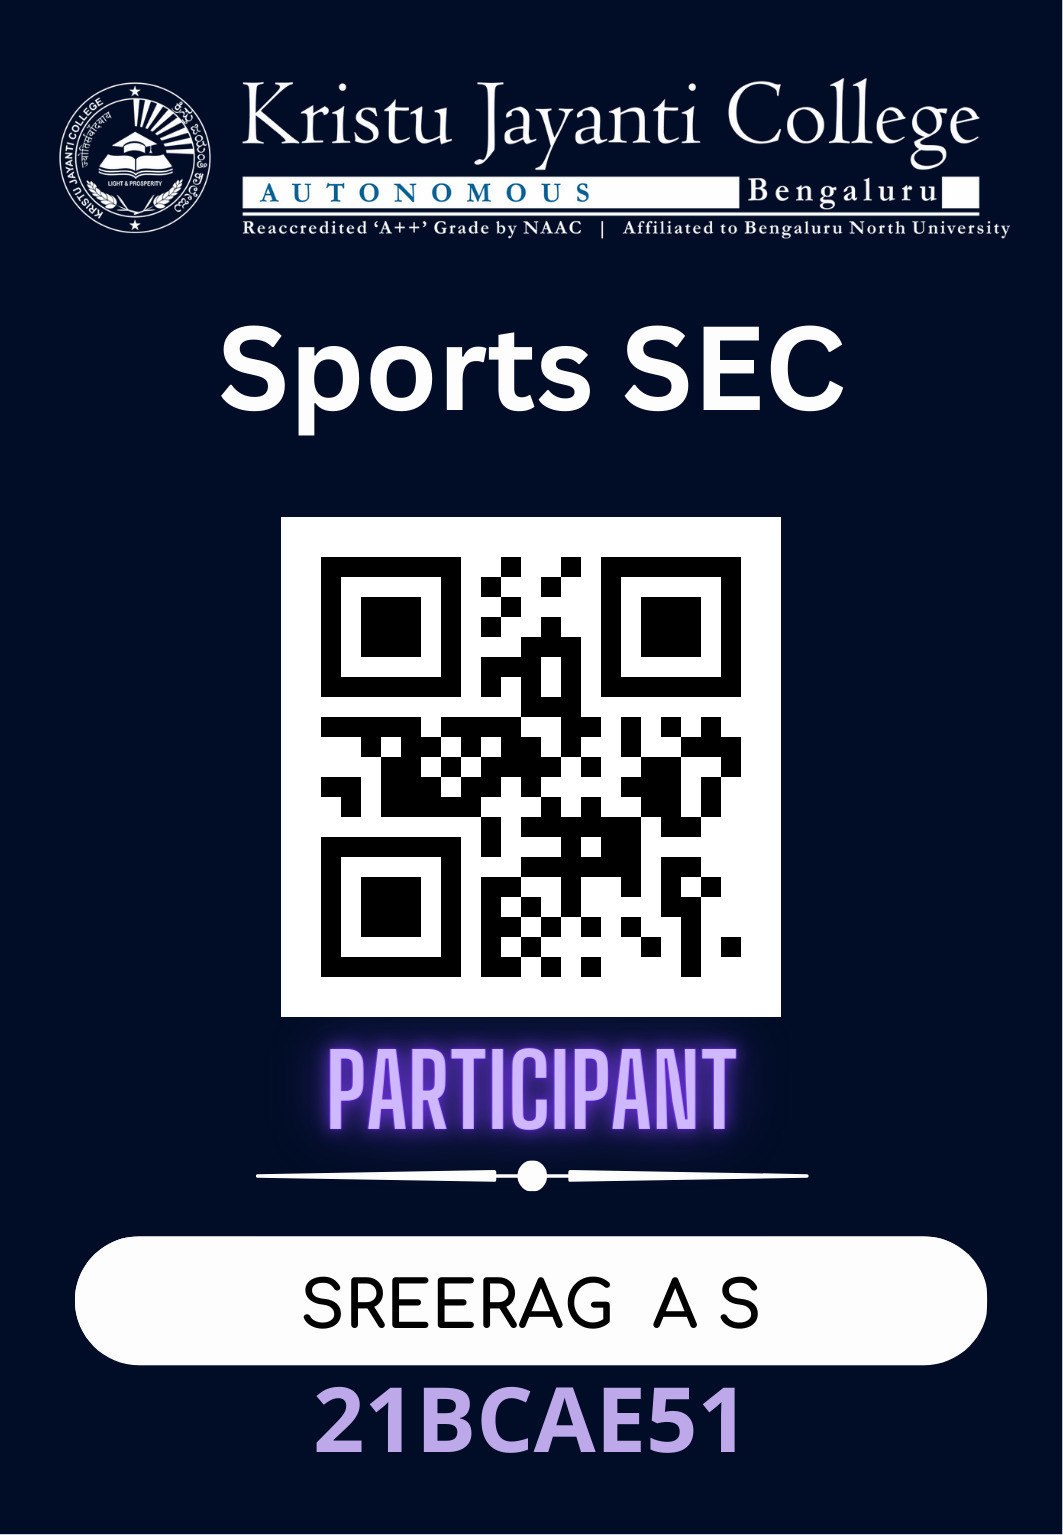 KRISTU JAYANTI COLLEGE
LIGHT & PROSPERITY
Kristu Jayanti College
AUTONOMOUS Bengaluru
Reaccredited ‘A++’ Grade by NAAC | Affiliated to Bengaluru North University
Sports SEC
PARTICIPANT
SREERAG A S
21BCAE51